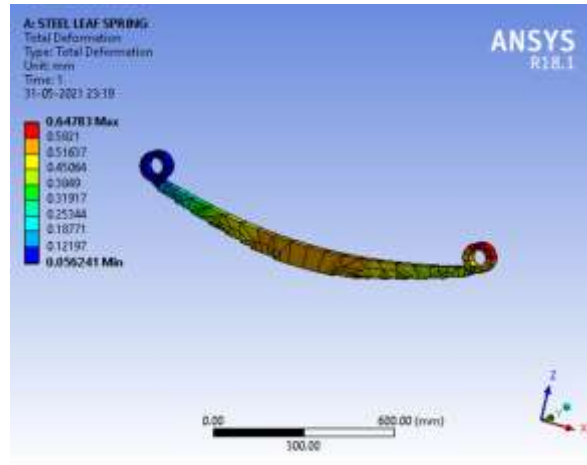 A: STEEL LEAF SPRING
Total Deformation
Type: Total Deformation
Unit: mm
Time: 1
31-05-2021 23:19
ANSYS
R18.1
0.64783 Max
0.5821
0.51637
0.45064
0.3849
0.31917
0.25344
0.18771
0.12197
0.056241 Min
Z
Y
X
0.00
600.00 (mm)
300.00